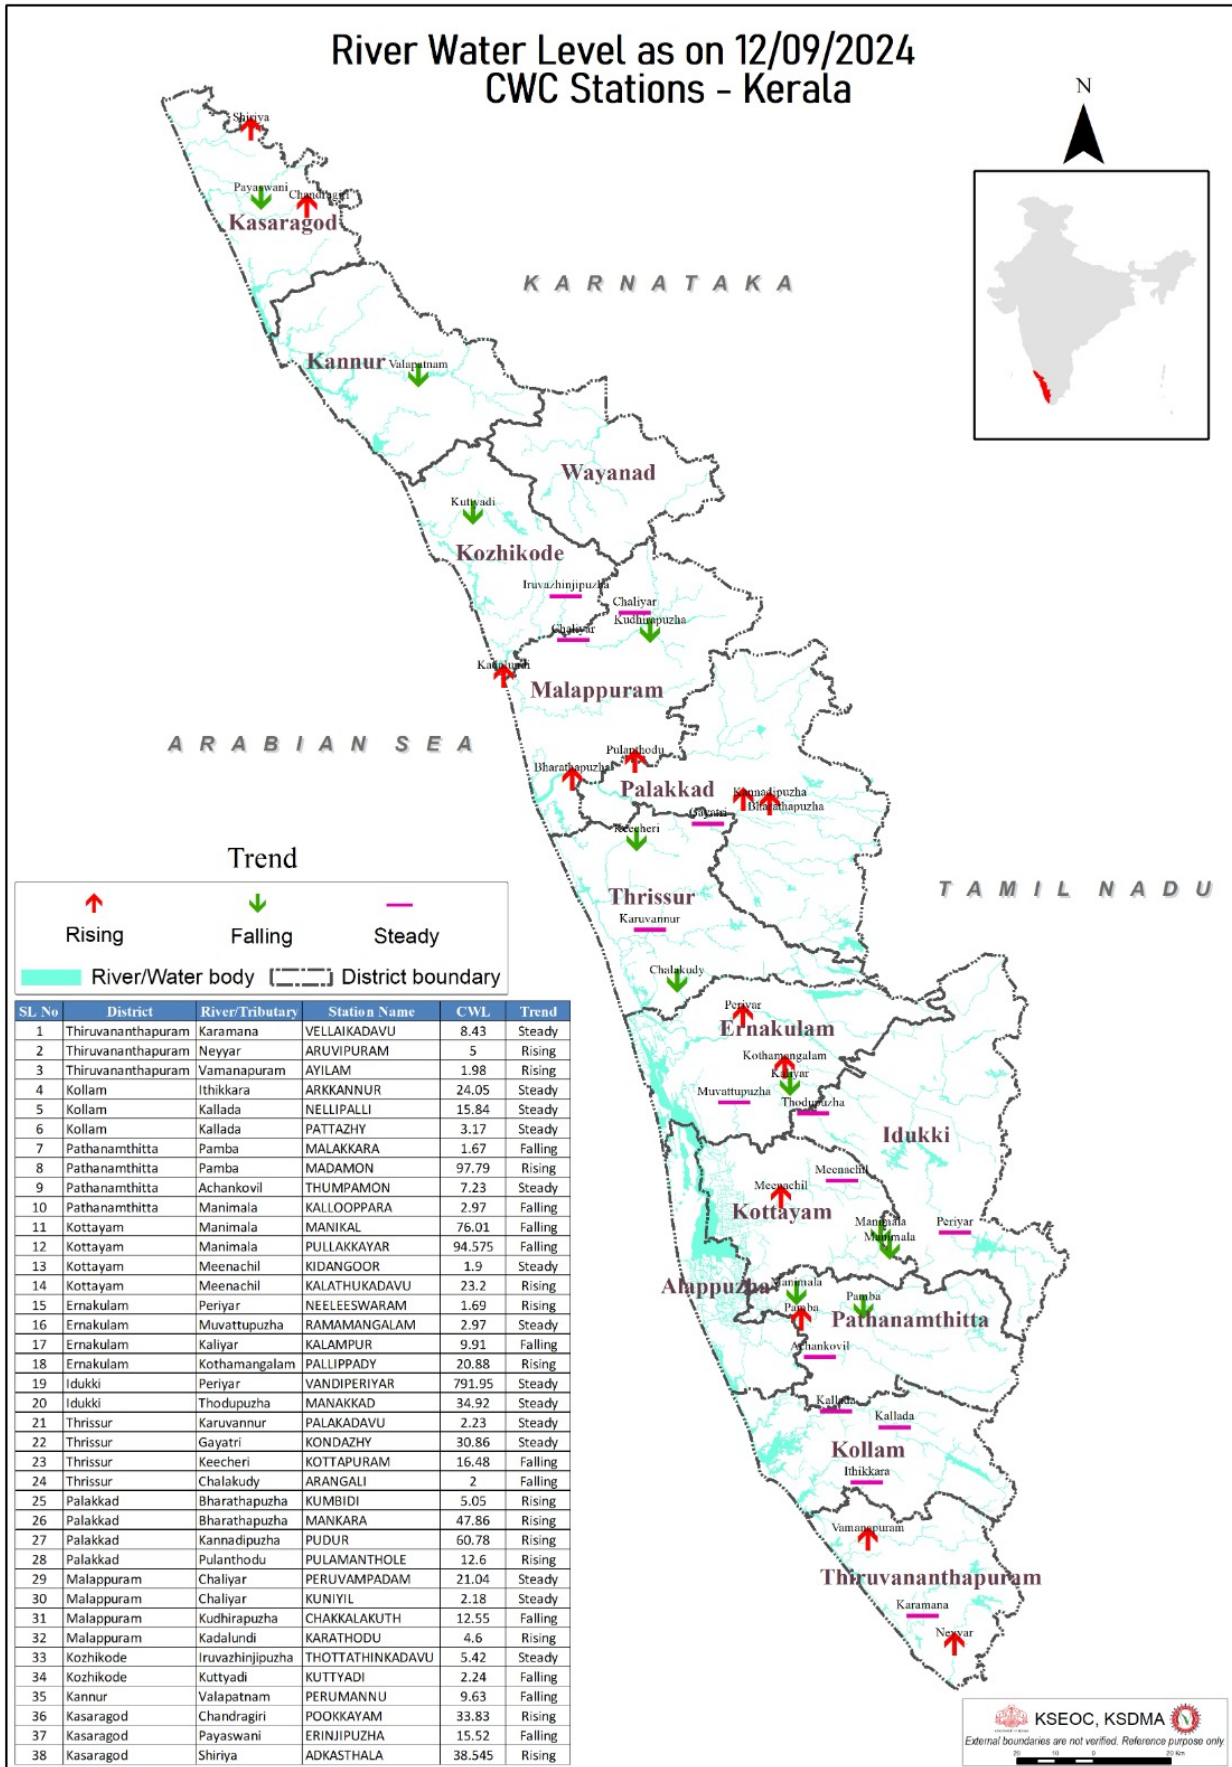 River Water Level as on 12/09/2024
CWC Stations - Kerala
N
Shiriya
Payaswani
Chandragiri
Kasaragod
KARNATAKA
Kannur
Valapatnam
Wayanad
Kuttyadi
Kozhikode
Iruvazhinjipuzha
Chaliyar
Kudhirapuzha
Chaliyar
Kadalundi
Malappuram
ARABIAN SEA
Pulanthodu
Bharathapuzha
Palakkad
Kannadipuzha
Bharathapuzha
Gayatri
Keecheri
Thrissur
TAMIL NADU
Karuvannur
Chalakudy
Periyar
Ernakulam
Kothamangalam
Kaliyar
Muvattupuzha
Thodupuzha
Idukki
Meenachil
Meenachil
Kottayam
Manimala
Manimala
Periyar
Alappuzha
Manimala
Pamba
Pamba
Pathanamthitta
Achankovil
Kallada
Kallada
Kollam
Ithikkara
Vamanapuram
Thiruvananthapuram
Karamana
Neyyar
Trend
Rising Falling Steady
River/Water body District boundary
SL No District River/Tributary Station Name CWL Trend
1 Thiruvananthapuram Karamana VELLAIKADAVU 8.43 Steady
2 Thiruvananthapuram Neyyar ARUVIPURAM 5 Rising
3 Thiruvananthapuram Vamanapuram AYILAM 1.98 Rising
4 Kollam Ithikkara ARKKANNUR 24.05 Steady
5 Kollam Kallada NELLIPALLI 15.84 Steady
6 Kollam Kallada PATTAZHY 3.17 Steady
7 Pathanamthitta Pamba MALAKKARA 1.67 Falling
8 Pathanamthitta Pamba MADAMON 97.79 Rising
9 Pathanamthitta Achankovil THUMPAMON 7.23 Steady
10 Pathanamthitta Manimala KALLOOPPARA 2.97 Falling
11 Kottayam Manimala MANIKAL 76.01 Falling
12 Kottayam Manimala PULLAKKAYAR 94.575 Falling
13 Kottayam Meenachil KIDANGOOR 1.9 Steady
14 Kottayam Meenachil KALATHUKADAVU 23.2 Rising
15 Ernakulam Periyar NEELEESWARAM 1.69 Rising
16 Ernakulam Muvattupuzha RAMAMANGALAM 2.97 Steady
17 Ernakulam Kaliyar KALAMPUR 9.91 Falling
18 Ernakulam Kothamangalam PALLIPPADY 20.88 Rising
19 Idukki Periyar VANDIPERIYAR 791.95 Steady
20 Idukki Thodupuzha MANAKKAD 34.92 Steady
21 Thrissur Karuvannur PALAKADAVU 2.23 Steady
22 Thrissur Gayatri KONDAZHY 30.86 Steady
23 Thrissur Keecheri KOTTAPURAM 16.48 Falling
24 Thrissur Chalakudy ARANGALI 2 Falling
25 Palakkad Bharathapuzha KUMBIDI 5.05 Rising
26 Palakkad Bharathapuzha MANKARA 47.86 Rising
27 Palakkad Kannadipuzha PUDUR 60.78 Rising
28 Palakkad Pulanthodu PULAMANTHOLE 12.6 Rising
29 Malappuram Chaliyar PERUVAMPADAM 21.04 Steady
30 Malappuram Chaliyar KUNIYIL 2.18 Steady
31 Malappuram Kudhirapuzha CHAKKALAKUTH 12.55 Falling
32 Malappuram Kadalundi KARATHODU 4.6 Rising
33 Kozhikode Iruvazhinjipuzha THOTTATHINKADAVU 5.42 Steady
34 Kozhikode Kuttyadi KUTTYADI 2.24 Falling
35 Kannur Valapatnam PERUMANNU 9.63 Falling
36 Kasaragod Chandragiri POOKKAYAM 33.83 Rising
37 Kasaragod Payaswani ERINJIPUZHA 15.52 Falling
38 Kasaragod Shiriya ADKASTHALA 38.545 Rising
KSEOC, KSDMA
External boundaries are not verified. Reference purpose only.
20 10 0 20 Km